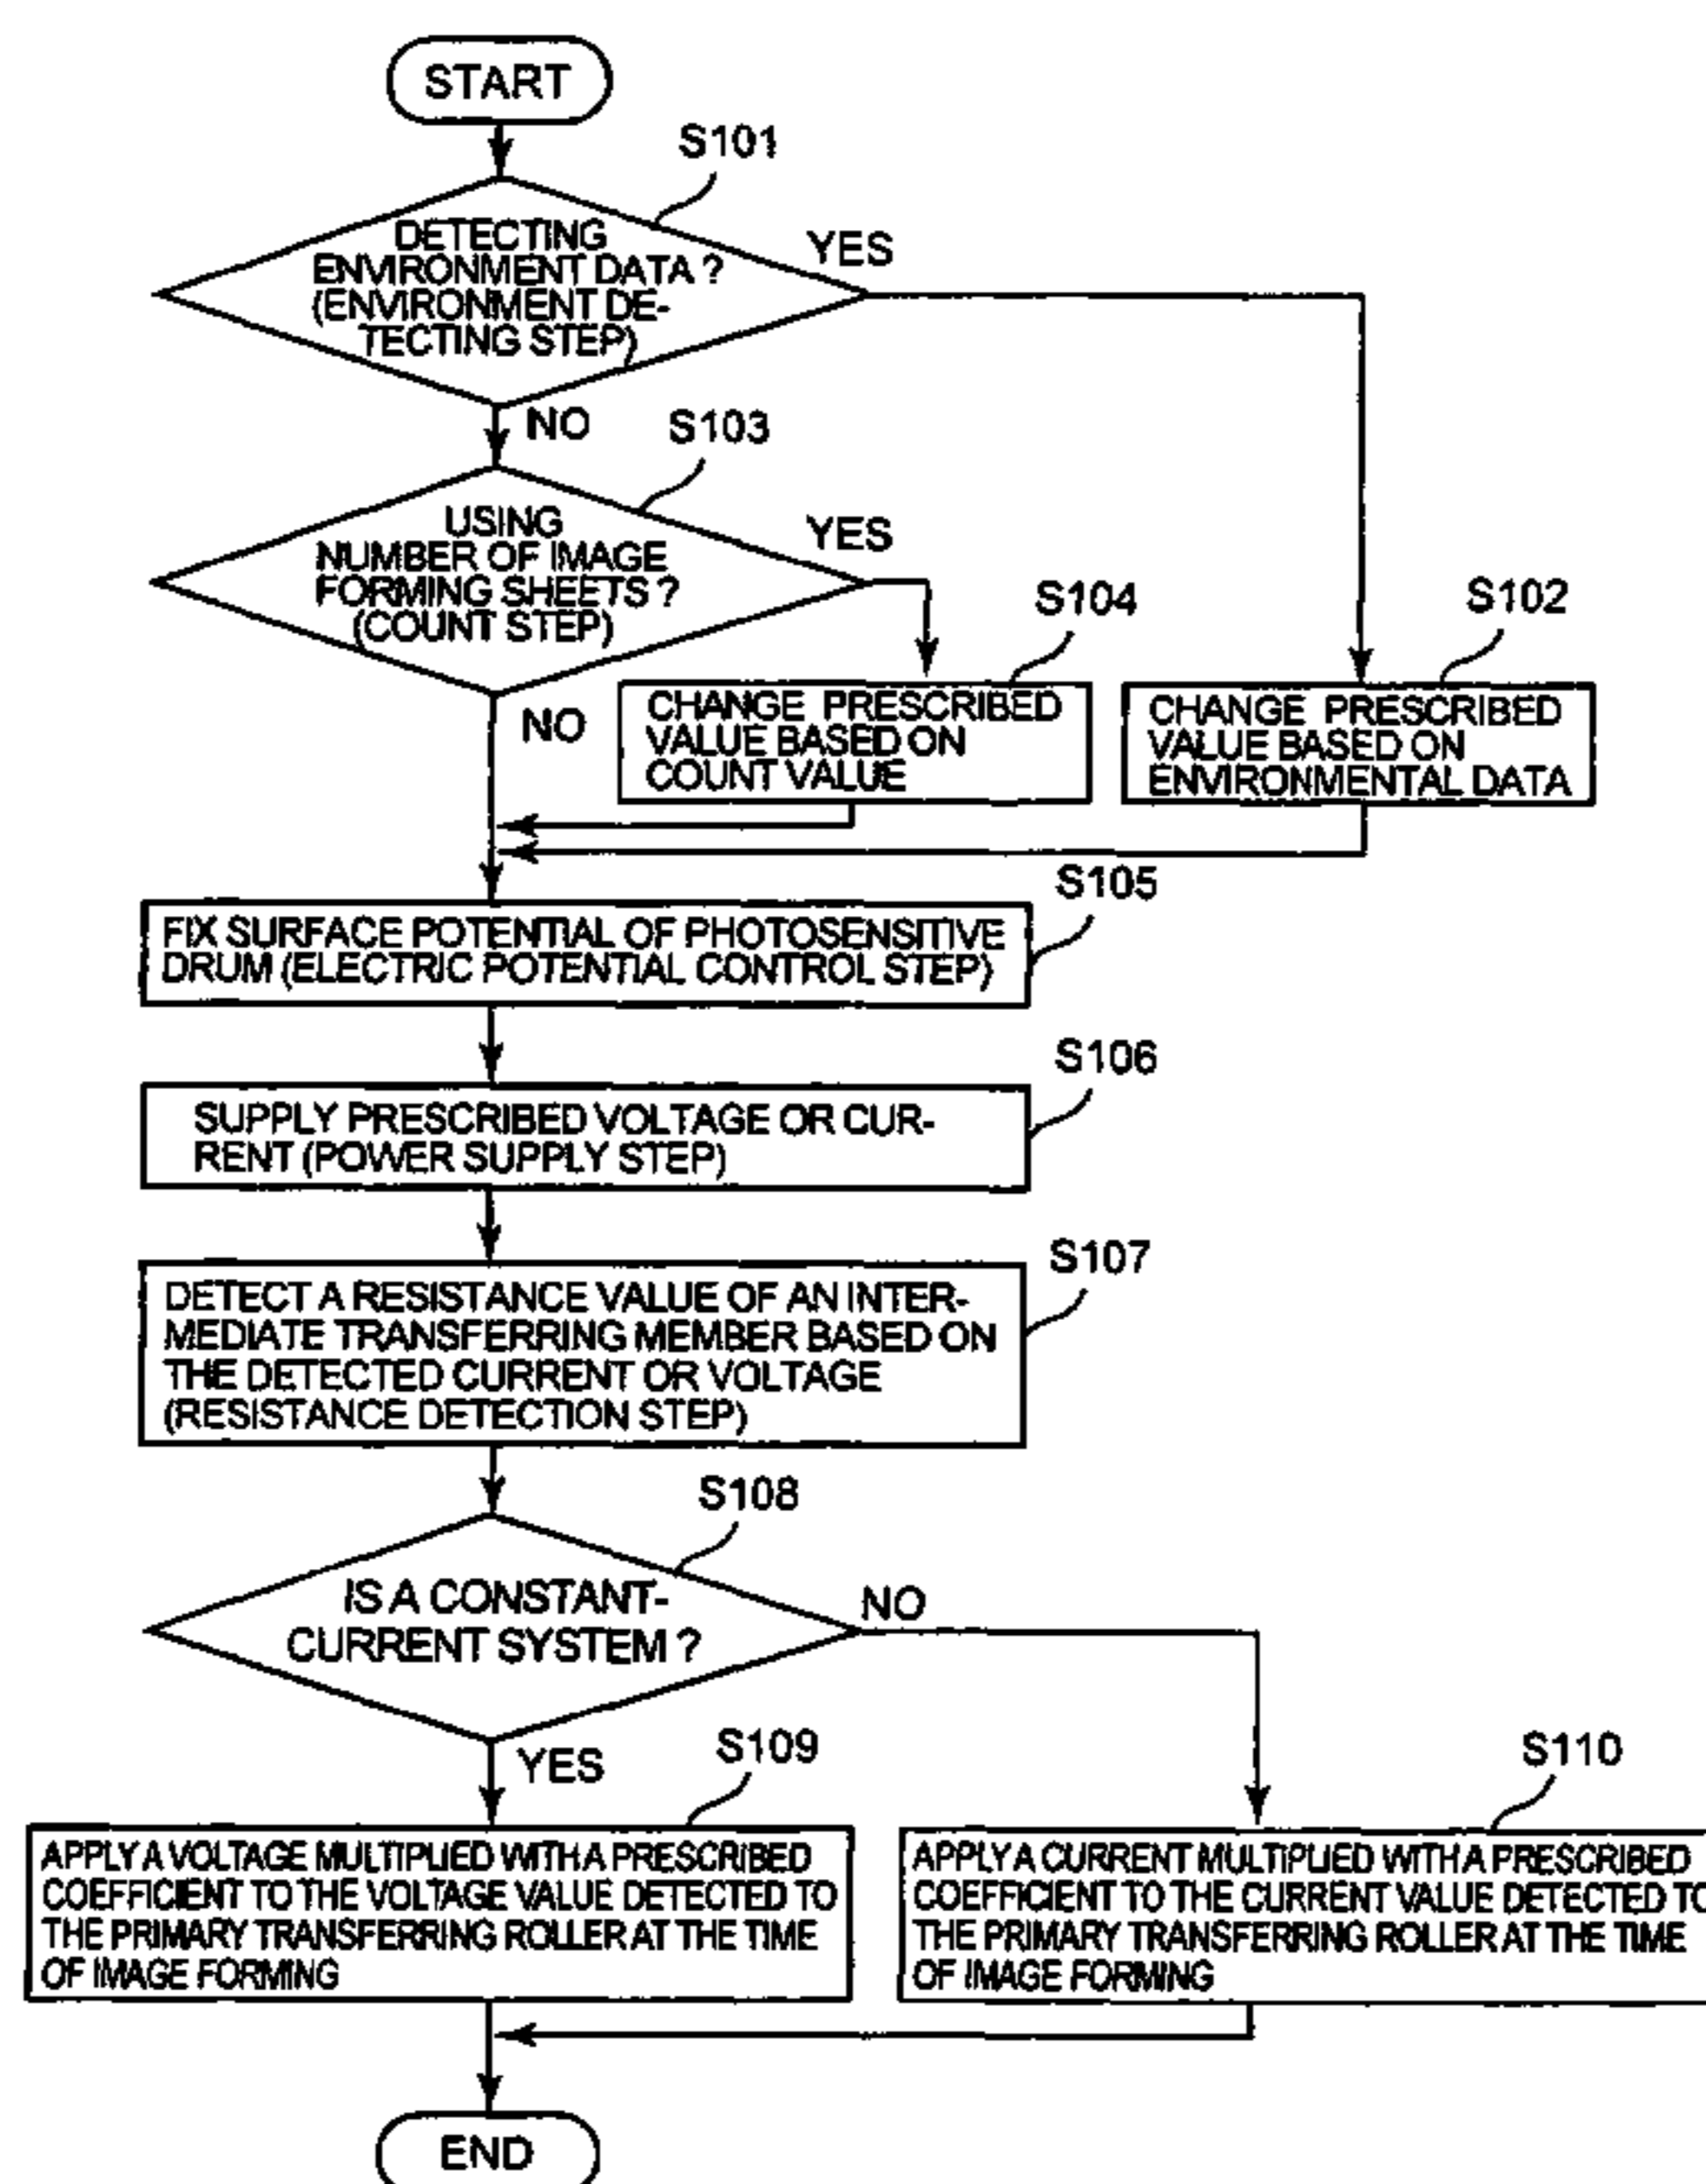 START
S101
DETECTING
ENVIRONMENT DATA ?
(ENVIRONMENT DE-
TECTING STEP)
YES
NO
S103
USING
NUMBER OF IMAGE
FORMING SHEETS ?
(COUNT STEP)
YES
NO
S104
CHANGE PRESCRIBED
VALUE BASED ON
COUNT VALUE
S102
CHANGE PRESCRIBED
VALUE BASED ON
ENVIRONMENTAL DATA
S105
FIX SURFACE POTENTIAL OF PHOTOSENSITIVE
DRUM (ELECTRIC POTENTIAL CONTROL STEP)
S106
SUPPLY PRESCRIBED VOLTAGE OR CUR-
RENT (POWER SUPPLY STEP)
S107
DETECT A RESISTANCE VALUE OF AN INTER-
MEDIATE TRANSFERRING MEMBER BASED ON
THE DETECTED CURRENT OR VOLTAGE
(RESISTANCE DETECTION STEP)
S108
IS A CONSTANT-
CURRENT SYSTEM ?
NO
YES
S109
APPLY A VOLTAGE MULTIPLIED WITH A PRESCRIBED
COEFFICIENT TO THE VOLTAGE VALUE DETECTED TO
THE PRIMARY TRANSFERRING ROLLER AT THE TIME
OF IMAGE FORMING
S110
APPLY A CURRENT MULTIPLIED WITH A PRESCRIBED
COEFFICIENT TO THE CURRENT VALUE DETECTED TO
THE PRIMARY TRANSFERRING ROLLER AT THE TIME
OF IMAGE FORMING
END